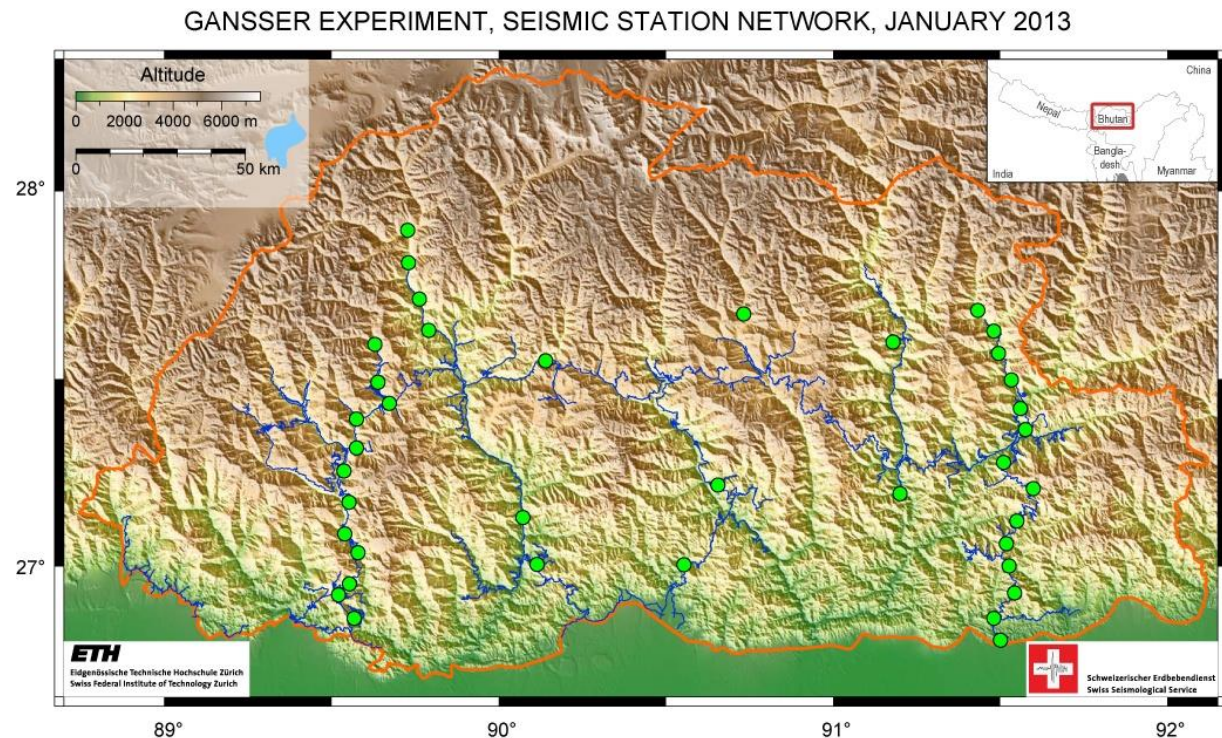 GANSSER EXPERIMENT, SEISMIC STATION NETWORK, JANUARY 2013
Altitude
0 2000 4000 6000 m
0 50 km
China
Nepal
Bhutan
Bangla-
desh
India
Myanmar
28°
27°
ETH
Eidgenössische Technische Hochschule Zürich
Swiss Federal Institute of Technology Zurich
Schweizerischer Erdbebendienst
Swiss Seismological Service
89° 90° 91° 92°